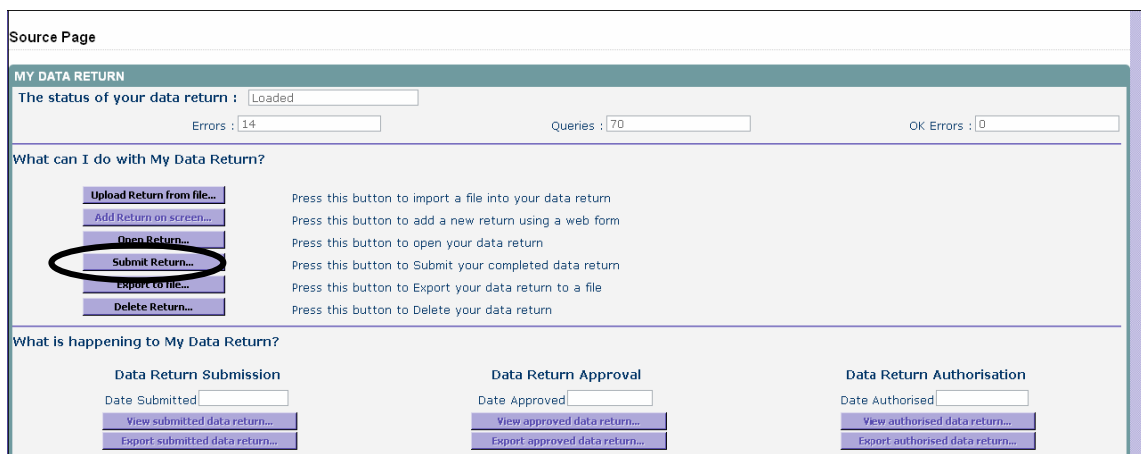 Source Page
MY DATA RETURN
The status of your data return : Loaded
Errors : 14 Queries : 70 OK Errors : 0
What can I do with My Data Return?
Upload Return from file... Press this button to import a file into your data return
Add Return on screen... Press this button to add a new return using a web form
Open Return... Press this button to open your data return
Submit Return... Press this button to Submit your completed data return
Export to file... Press this button to Export your data return to a file
Delete Return... Press this button to Delete your data return
What is happening to My Data Return?
Data Return Submission Data Return Approval Data Return Authorisation
Date Submitted Date Approved Date Authorised
View submitted data return... View approved data return... View authorised data return...
Export submitted data return... Export approved data return... Export authorised data return...